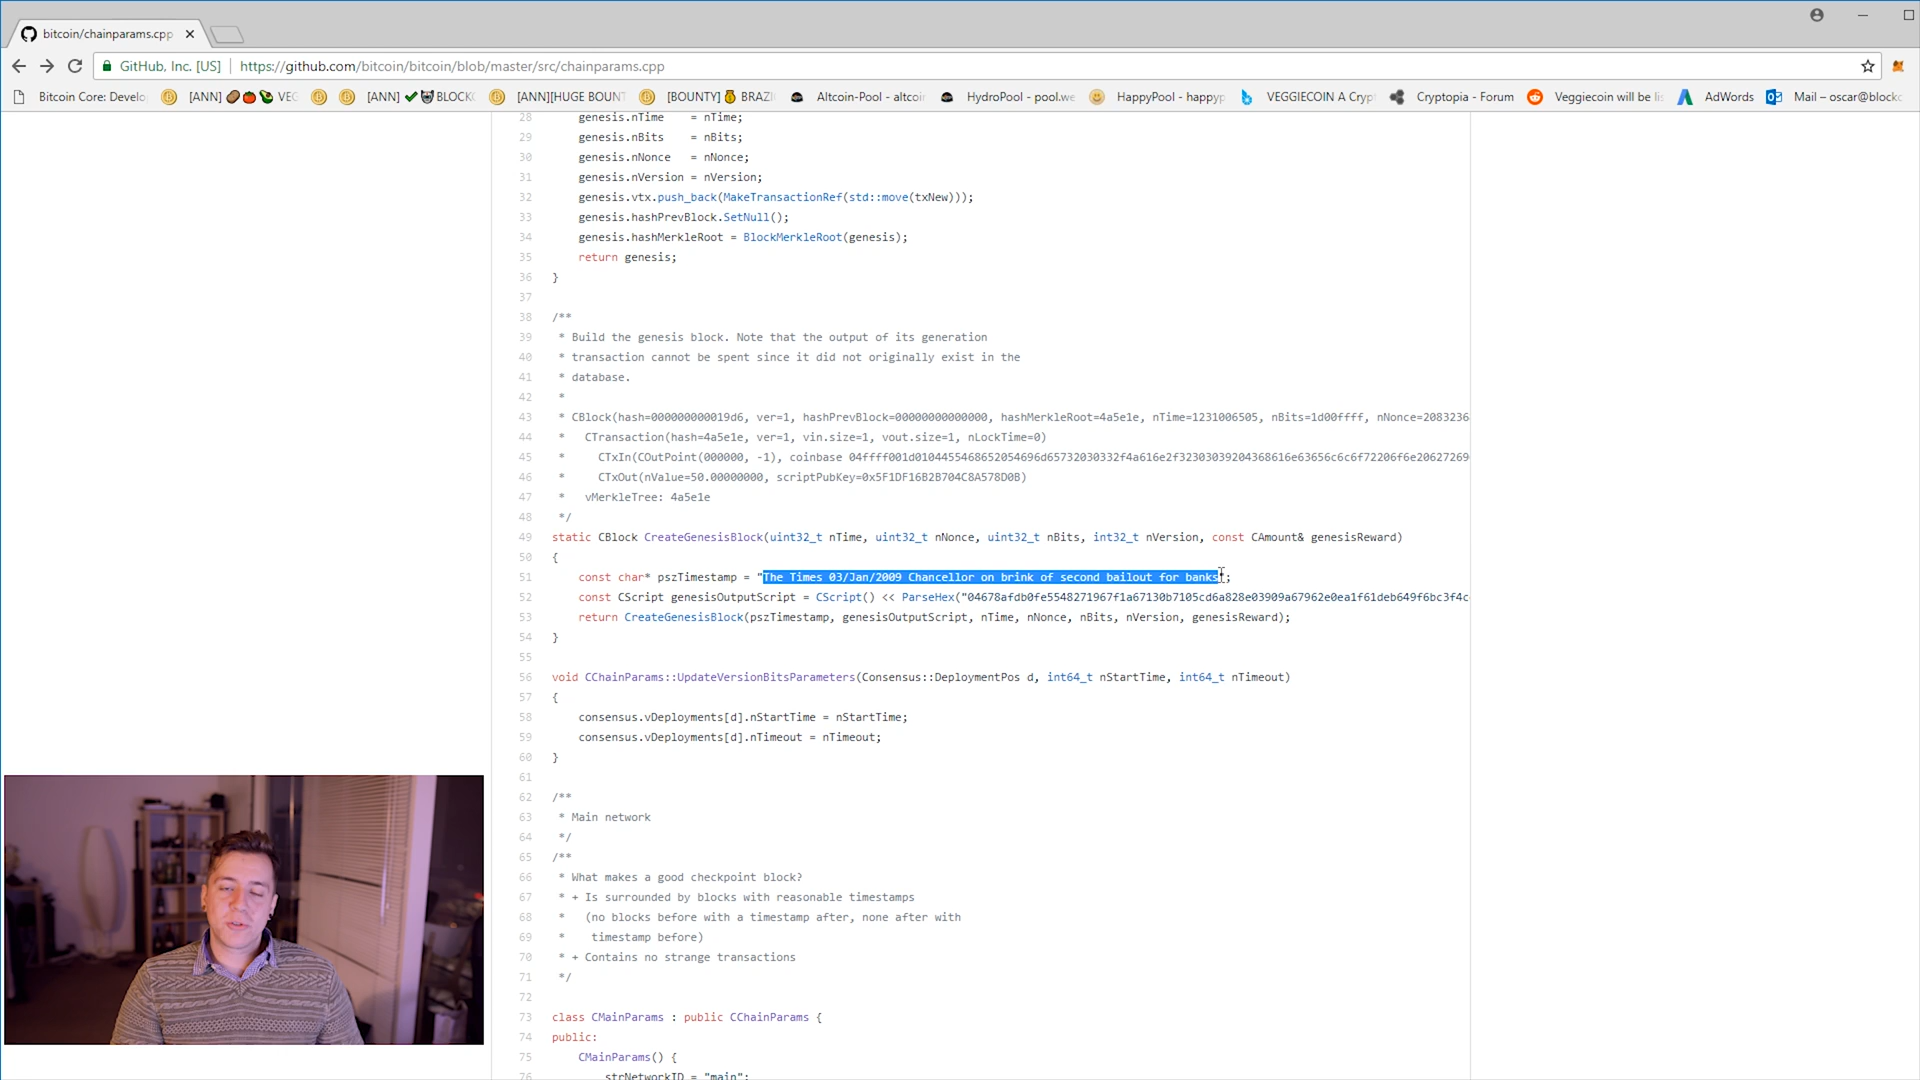 bitcoin/chainparams.cpp
GitHub, Inc. [US] https://github.com/bitcoin/bitcoin/blob/master/src/chainparams.cpp
Bitcoin Core: Develo [ANN] VEG [ANN] BLOCKC [ANN][HUGE BOUNT [BOUNTY] BRAZI Altcoin-Pool - altcoi HydroPool - pool.we HappyPool - happyp VEGGIECOIN A Cryp Cryptopia - Forum Veggiecoin will be lis AdWords Mail – oscar@blockc
28 genesis.nTime = nTime;
29 genesis.nBits = nBits;
30 genesis.nNonce = nNonce;
31 genesis.nVersion = nVersion;
32 genesis.vtx.push_back(MakeTransactionRef(std::move(txNew)));
33 genesis.hashPrevBlock.SetNull();
34 genesis.hashMerkleRoot = BlockMerkleRoot(genesis);
35 return genesis;
36 }
37
38 /**
39 * Build the genesis block. Note that the output of its generation
40 * transaction cannot be spent since it did not originally exist in the
41 * database.
42 *
43 * CBlock(hash=000000000019d6, ver=1, hashPrevBlock=00000000000000, hashMerkleRoot=4a5e1e, nTime=1231006505, nBits=1d00ffff, nNonce=2083236
44 * CTransaction(hash=4a5e1e, ver=1, vin.size=1, vout.size=1, nLockTime=0)
45 * CTxIn(COutPoint(000000, -1), coinbase 04ffff001d0104455468652054696d65732030332f4a616e2f32303039204368616e63656c6c6f72206f6e206272696
46 * CTxOut(nValue=50.00000000, scriptPubKey=0x5F1DF16B2B704C8A578D0B)
47 * vMerkleTree: 4a5e1e
48 */
49 static CBlock CreateGenesisBlock(uint32_t nTime, uint32_t nNonce, uint32_t nBits, int32_t nVersion, const CAmount& genesisReward)
50 {
51 const char* pszTimestamp = "The Times 03/Jan/2009 Chancellor on brink of second bailout for banks";
52 const CScript genesisOutputScript = CScript() << ParseHex("04678afdb0fe5548271967f1a67130b7105cd6a828e03909a67962e0ea1f61deb649f6bc3f4c
53 return CreateGenesisBlock(pszTimestamp, genesisOutputScript, nTime, nNonce, nBits, nVersion, genesisReward);
54 }
55
56 void CChainParams::UpdateVersionBitsParameters(Consensus::DeploymentPos d, int64_t nStartTime, int64_t nTimeout)
57 {
58 consensus.vDeployments[d].nStartTime = nStartTime;
59 consensus.vDeployments[d].nTimeout = nTimeout;
60 }
61
62 /**
63 * Main network
64 */
65 /**
66 * What makes a good checkpoint block?
67 * + Is surrounded by blocks with reasonable timestamps
68 * (no blocks before with a timestamp after, none after with
69 * timestamp before)
70 * + Contains no strange transactions
71 */
72
73 class CMainParams : public CChainParams {
74 public:
75 CMainParams() {
76 strNetworkID = "main";